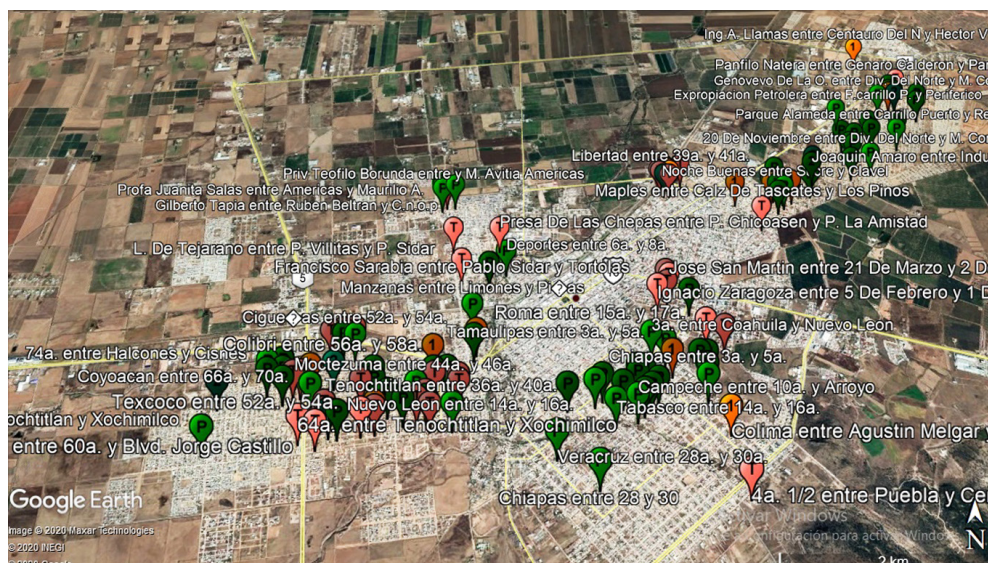 Ing A. Llamas entre Centauro Del N y Hector V
Panfilo Natera entre Genaro Calderon y Pan
Genovevo De La O. entre Div. Del Norte y M. Co
Expropiacion Petrolera entre F.carrillo P. y Periferico
Parque Alameda entre Carrillo Puerto y Re
20 De Noviembre entre Div. Del Norte y M. Con
Libertad entre 39a. y 41a.
Joaquin Amaro entre Indu
Noche Buenas entre y Clavel
Priv.Teofilo Borunda entre y M. Avitia Americas
Profa Juanita Salas entre Americas y Maurilio A.
Maples entre Calz De Tascates y Los Pinos
Gilberto Tapia entre Ruben Beltran y C.n.o.p.
Presa De Las Chepas entre P. Chicoasen y P. La Amistad
L. De Tejarano entre P. Villitas y P. Sidar
Deportes entre 6a. y 8a.
Francisco Sarabia entre Pablo Sidar y Tortolas
Jose San Martin entre 21 De Marzo y 2 D
5
Manzanas entre Limones y Pi�as
Ignacio Zaragoza entre 5 De Febrero y 1 D
Roma entre 15a. y 17a.
Cigue�as entre 52a. y 54a.
Tamaulipas entre 3a. y 5a.
3a. entre Coahuila y Nuevo Leon
Colibri entre 56a. y 58a.
74a. entre Halcones y Cisnes
Moctezuma entre 44a. y 46a.
Chiapas entre 3a. y 5a.
Coyoacan entre 66a. y 70a.
Tenochtitlan entre 36a. y 40a.
Campeche entre 10a. y Arroyo
Texcoco entre 52a. y 54a.
Nuevo Leon entre 14a. y 16a.
Tabasco entre 14a. y 16a.
ochtitlan y Xochimilco
64a. entre Tenochtitlan y Xochimilco
Colima entre Agustin Melgar y
entre 60a. y Blvd. Jorge Castillo
Veracruz entre 28a. y 30a.
Chiapas entre 28 y 30
4a. 1/2 entre Puebla y Cer
Google Earth
Image © 2020 Maxar Technologies
© 2020 INEGI
N
2 km